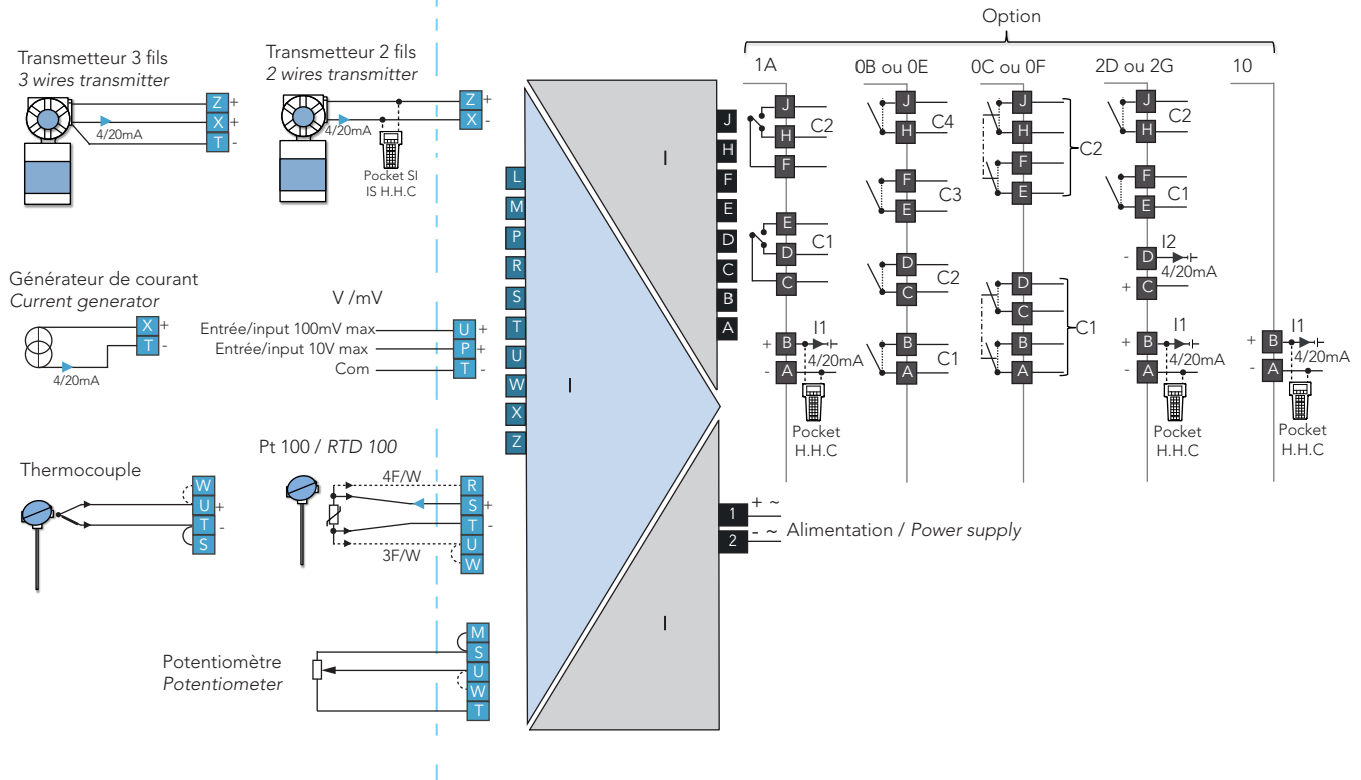 Option
Transmetteur 3 fils
3 wires transmitter
Z +
X +
T -
4/20mA
Transmetteur 2 fils
2 wires transmitter
Z +
X -
4/20mA
Pocket SI
IS H.H.C
Générateur de courant
Current generator
X +
T -
4/20mA
V /mV
Entrée/input 100mV max U +
Entrée/input 10V max P +
Com T -
Thermocouple
W
U +
T -
S
Pt 100 / RTD 100
4F/W
3F/W
R
S +
T -
U
W
Potentiomètre
Potentiometer
M
S
U
W
T
L
M
P
R
S
T
U
W
X
Z
I
I
I
J
H
F
E
D
C
B
A
1
+ ~
2
- ~
Alimentation / Power supply
1A
J
H
F
C2
E
D
C
C1
+ B I1
4/20mA
- A
Pocket
H.H.C
0B ou 0E
J
H
C4
F
E
C3
D
C
C2
B
A
C1
0C ou 0F
J
H
F
E
C2
D
C
B
A
C1
2D ou 2G
J
H
C2
F
E
C1
- D I2
4/20mA
+ C
+ B I1
4/20mA
- A
Pocket
H.H.C
10
+ B I1
4/20mA
- A
Pocket
H.H.C